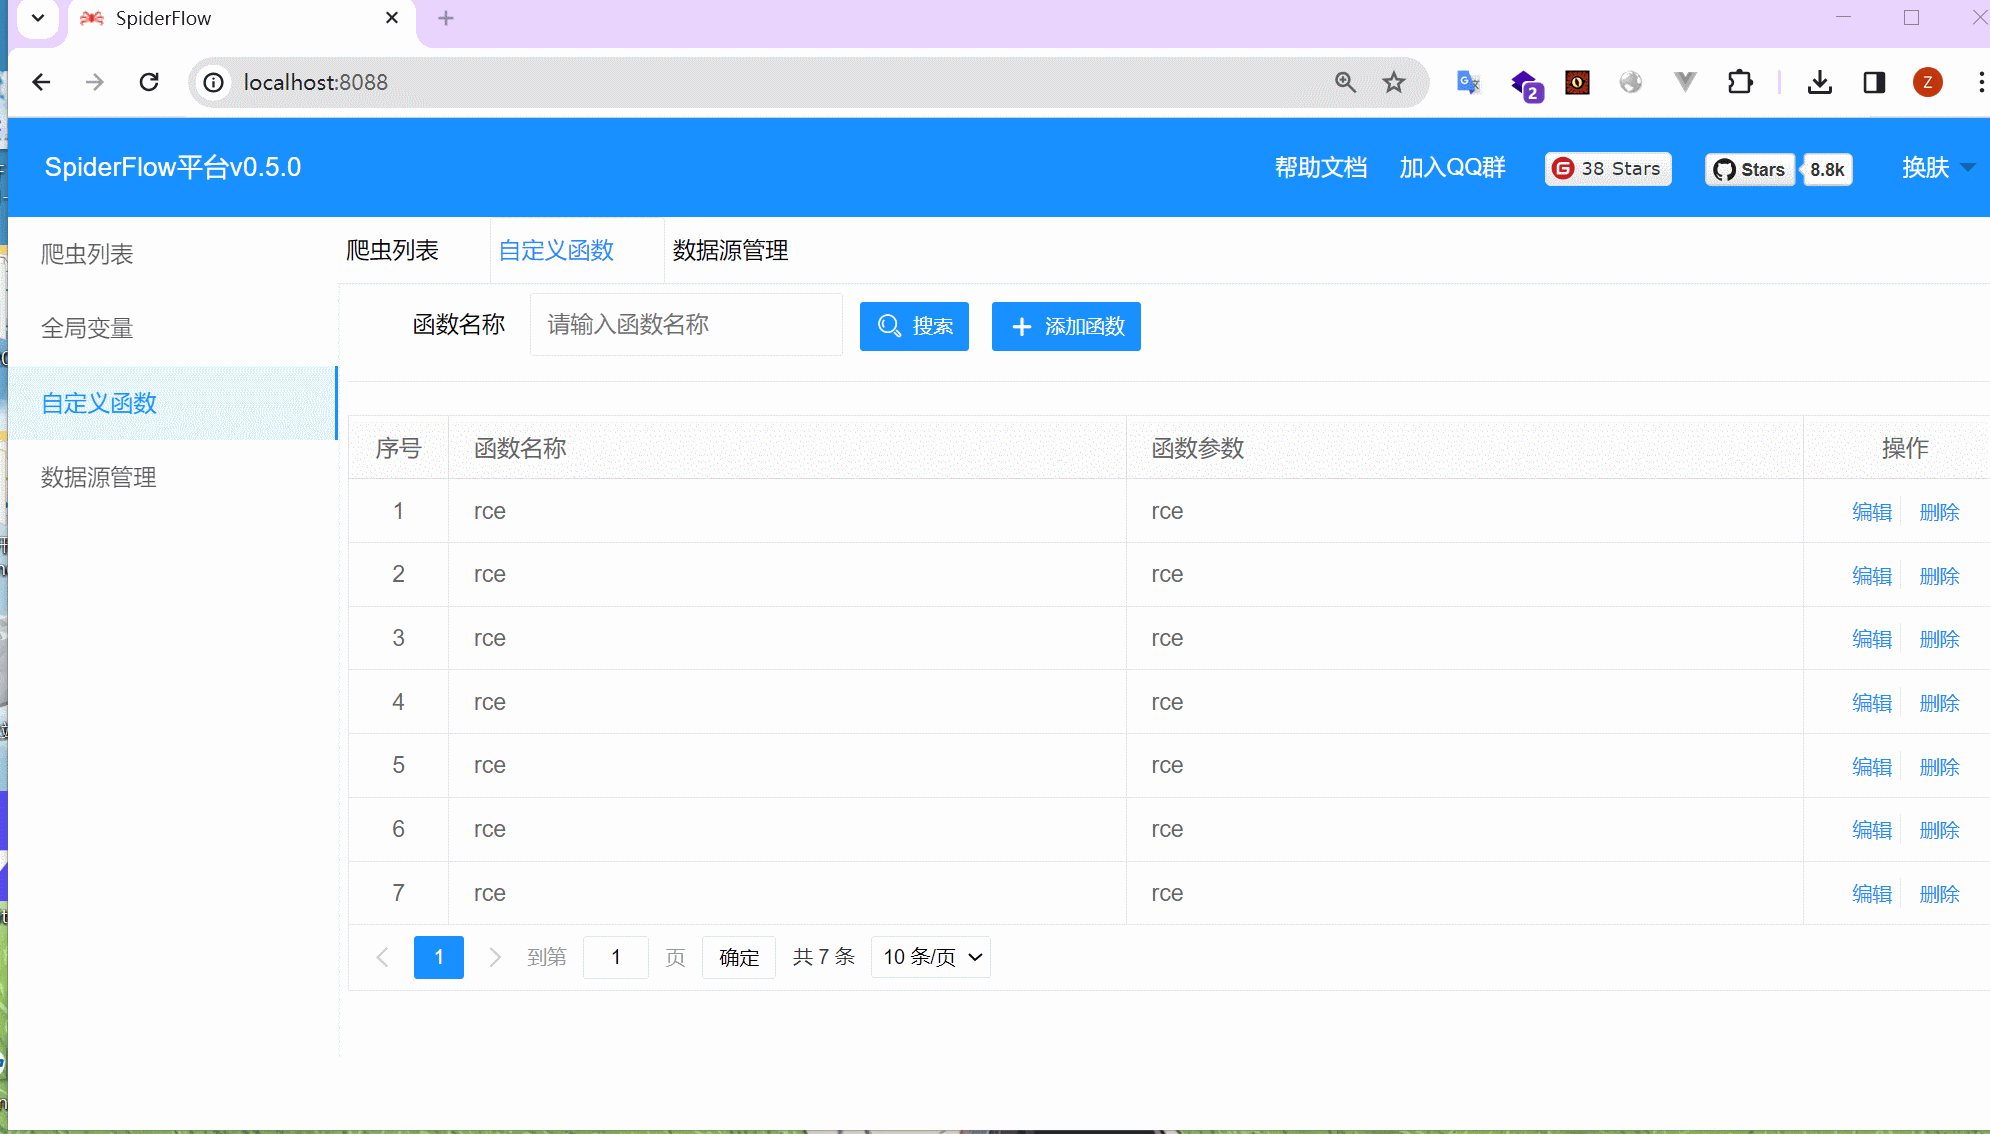 SpiderFlow
localhost:8088
2
Z
SpiderFlow平台v0.5.0 帮助文档 加入QQ群 G 38 Stars Stars 8.8k 换肤
爬虫列表
全局变量
自定义函数
数据源管理
爬虫列表 自定义函数 数据源管理
函数名称 请输入函数名称 搜索 添加函数
序号 函数名称 函数参数 操作
1 rce rce 编辑 删除
2 rce rce 编辑 删除
3 rce rce 编辑 删除
4 rce rce 编辑 删除
5 rce rce 编辑 删除
6 rce rce 编辑 删除
7 rce rce 编辑 删除
1 到第 1 页 确定 共 7 条 10 条/页